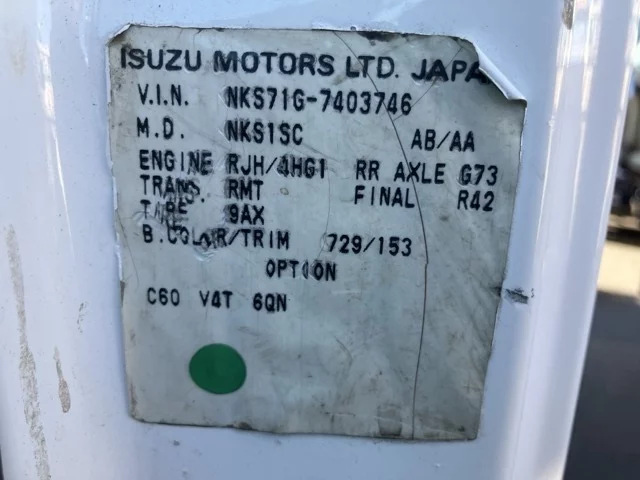 ISUZU MOTORS LTD. JAPA
V.I.N. NKS71G-7403746
M.D. NKS1SC AB/AA
ENGINE RJH/4HG1 RR AXLE G73
TRANS. RMT FINAL R42
TIRE 9AX
B.COLOR/TRIM 729/153
OPTION
C60 V4T 6QN